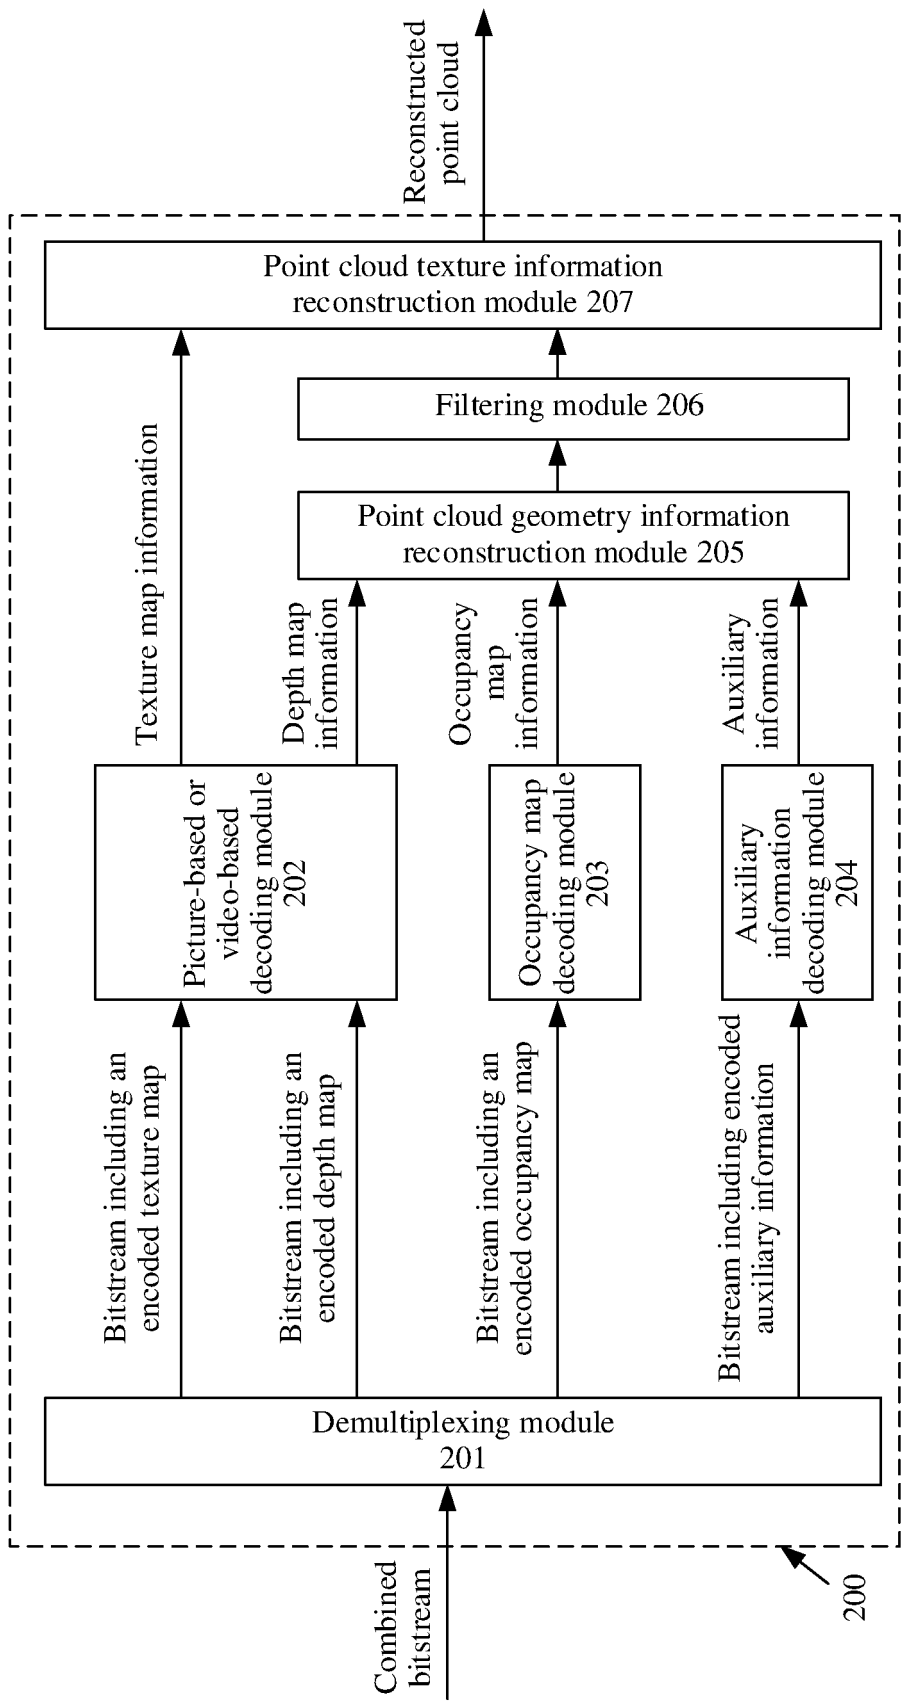 Reconstructed
point cloud
Point cloud texture information
reconstruction module 207
Filtering module 206
Point cloud geometry information
reconstruction module 205
Texture map information
Depth map
information
Occupancy
map
information
Auxiliary
information
Picture-based or
video-based
decoding module
202
Occupancy map
decoding module
203
Auxiliary
information
decoding module
204
Bitstream including an
encoded texture map
Bitstream including an
encoded depth map
Bitstream including an
encoded occupancy map
Bitstream including encoded
auxiliary information
Demultiplexing module
201
Combined
bitstream
200